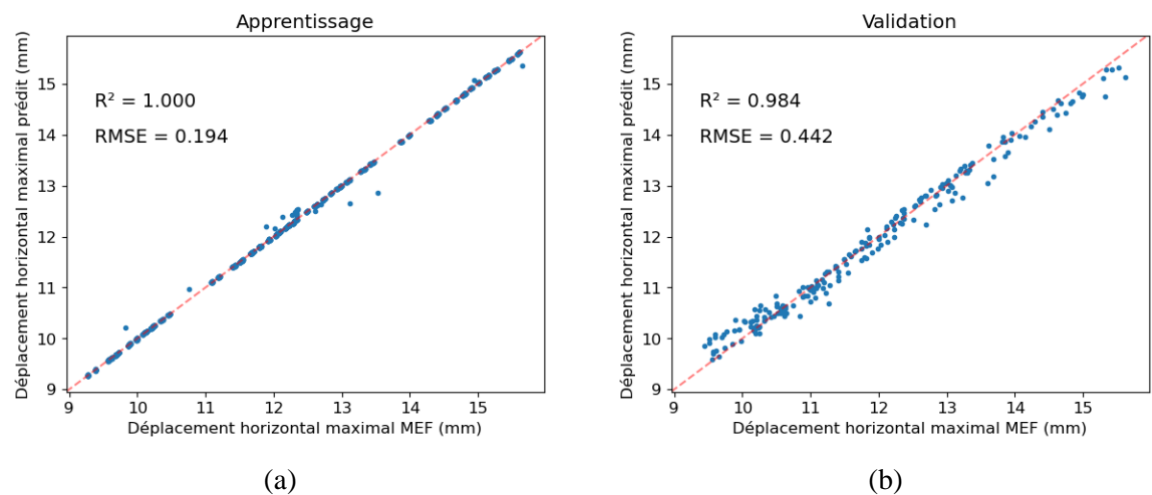 Apprentissage
Déplacement horizontal maximal prédit (mm)
R² = 1.000
RMSE = 0.194
15
14
13
12
11
10
9
9 10 11 12 13 14 15
Déplacement horizontal maximal MEF (mm)
(a)
Validation
Déplacement horizontal maximal prédit (mm)
R² = 0.984
RMSE = 0.442
15
14
13
12
11
10
9
9 10 11 12 13 14 15
Déplacement horizontal maximal MEF (mm)
(b)